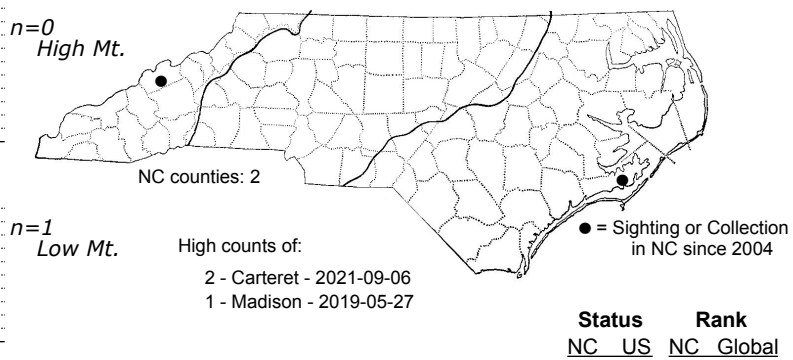 n=0
High Mt.
NC counties: 2
n=1
Low Mt.
High counts of:
2 - Carteret - 2021-09-06
1 - Madison - 2019-05-27
● = Sighting or Collection
in NC since 2004
Status Rank
NC US NC Global